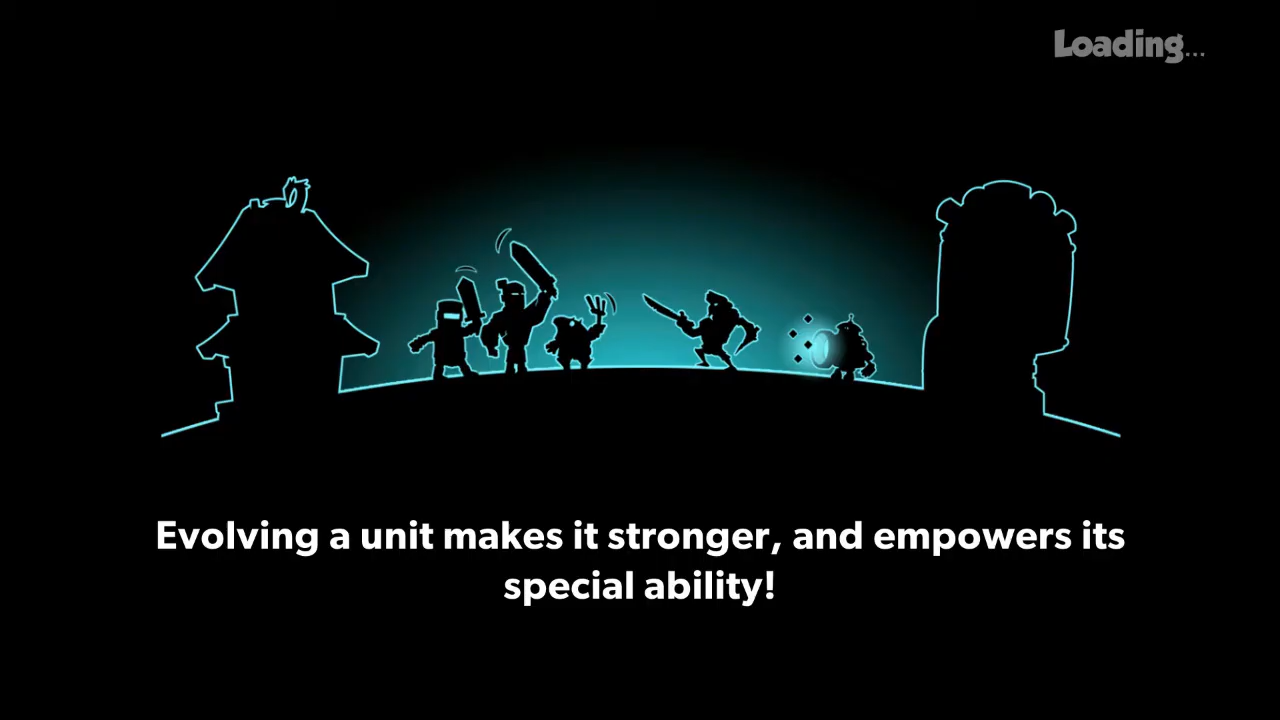 Loading...
Evolving a unit makes it stronger, and empowers its
special ability!